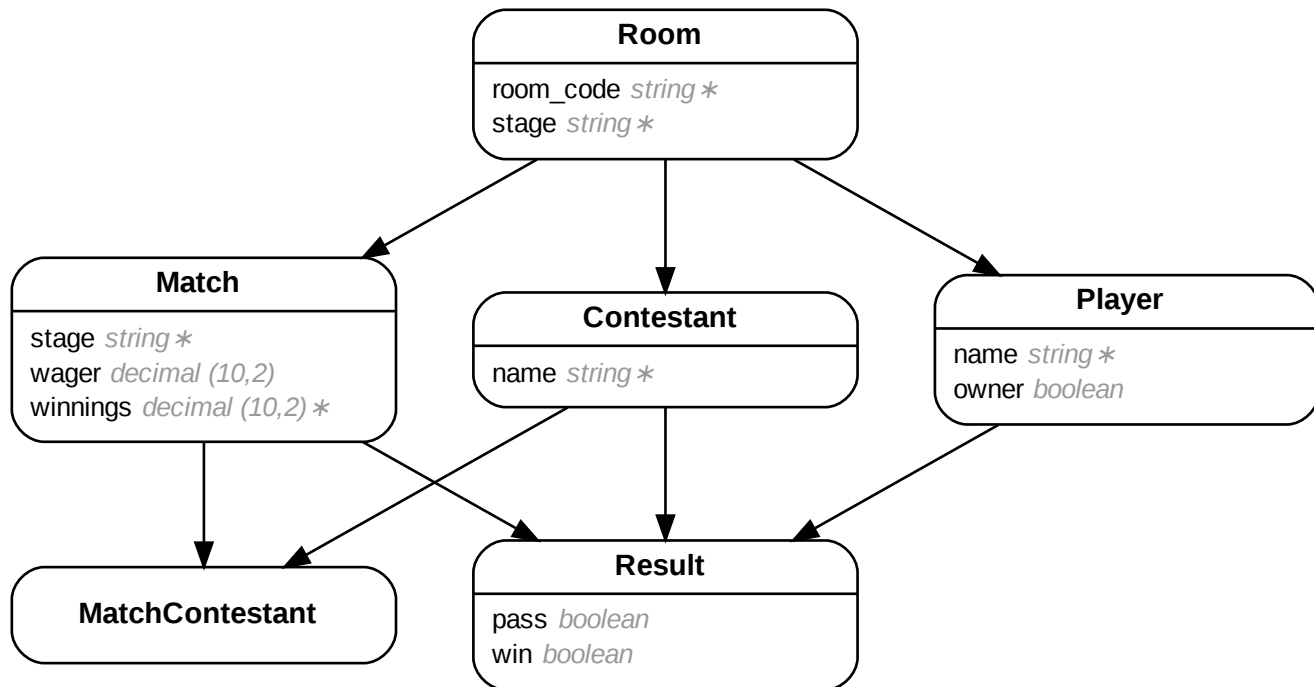 Room
room_code string ∗
stage string ∗
Match
stage string ∗
wager decimal (10,2)
winnings decimal (10,2) ∗
Contestant
name string ∗
Player
name string ∗
owner boolean
MatchContestant
Result
pass boolean
win boolean